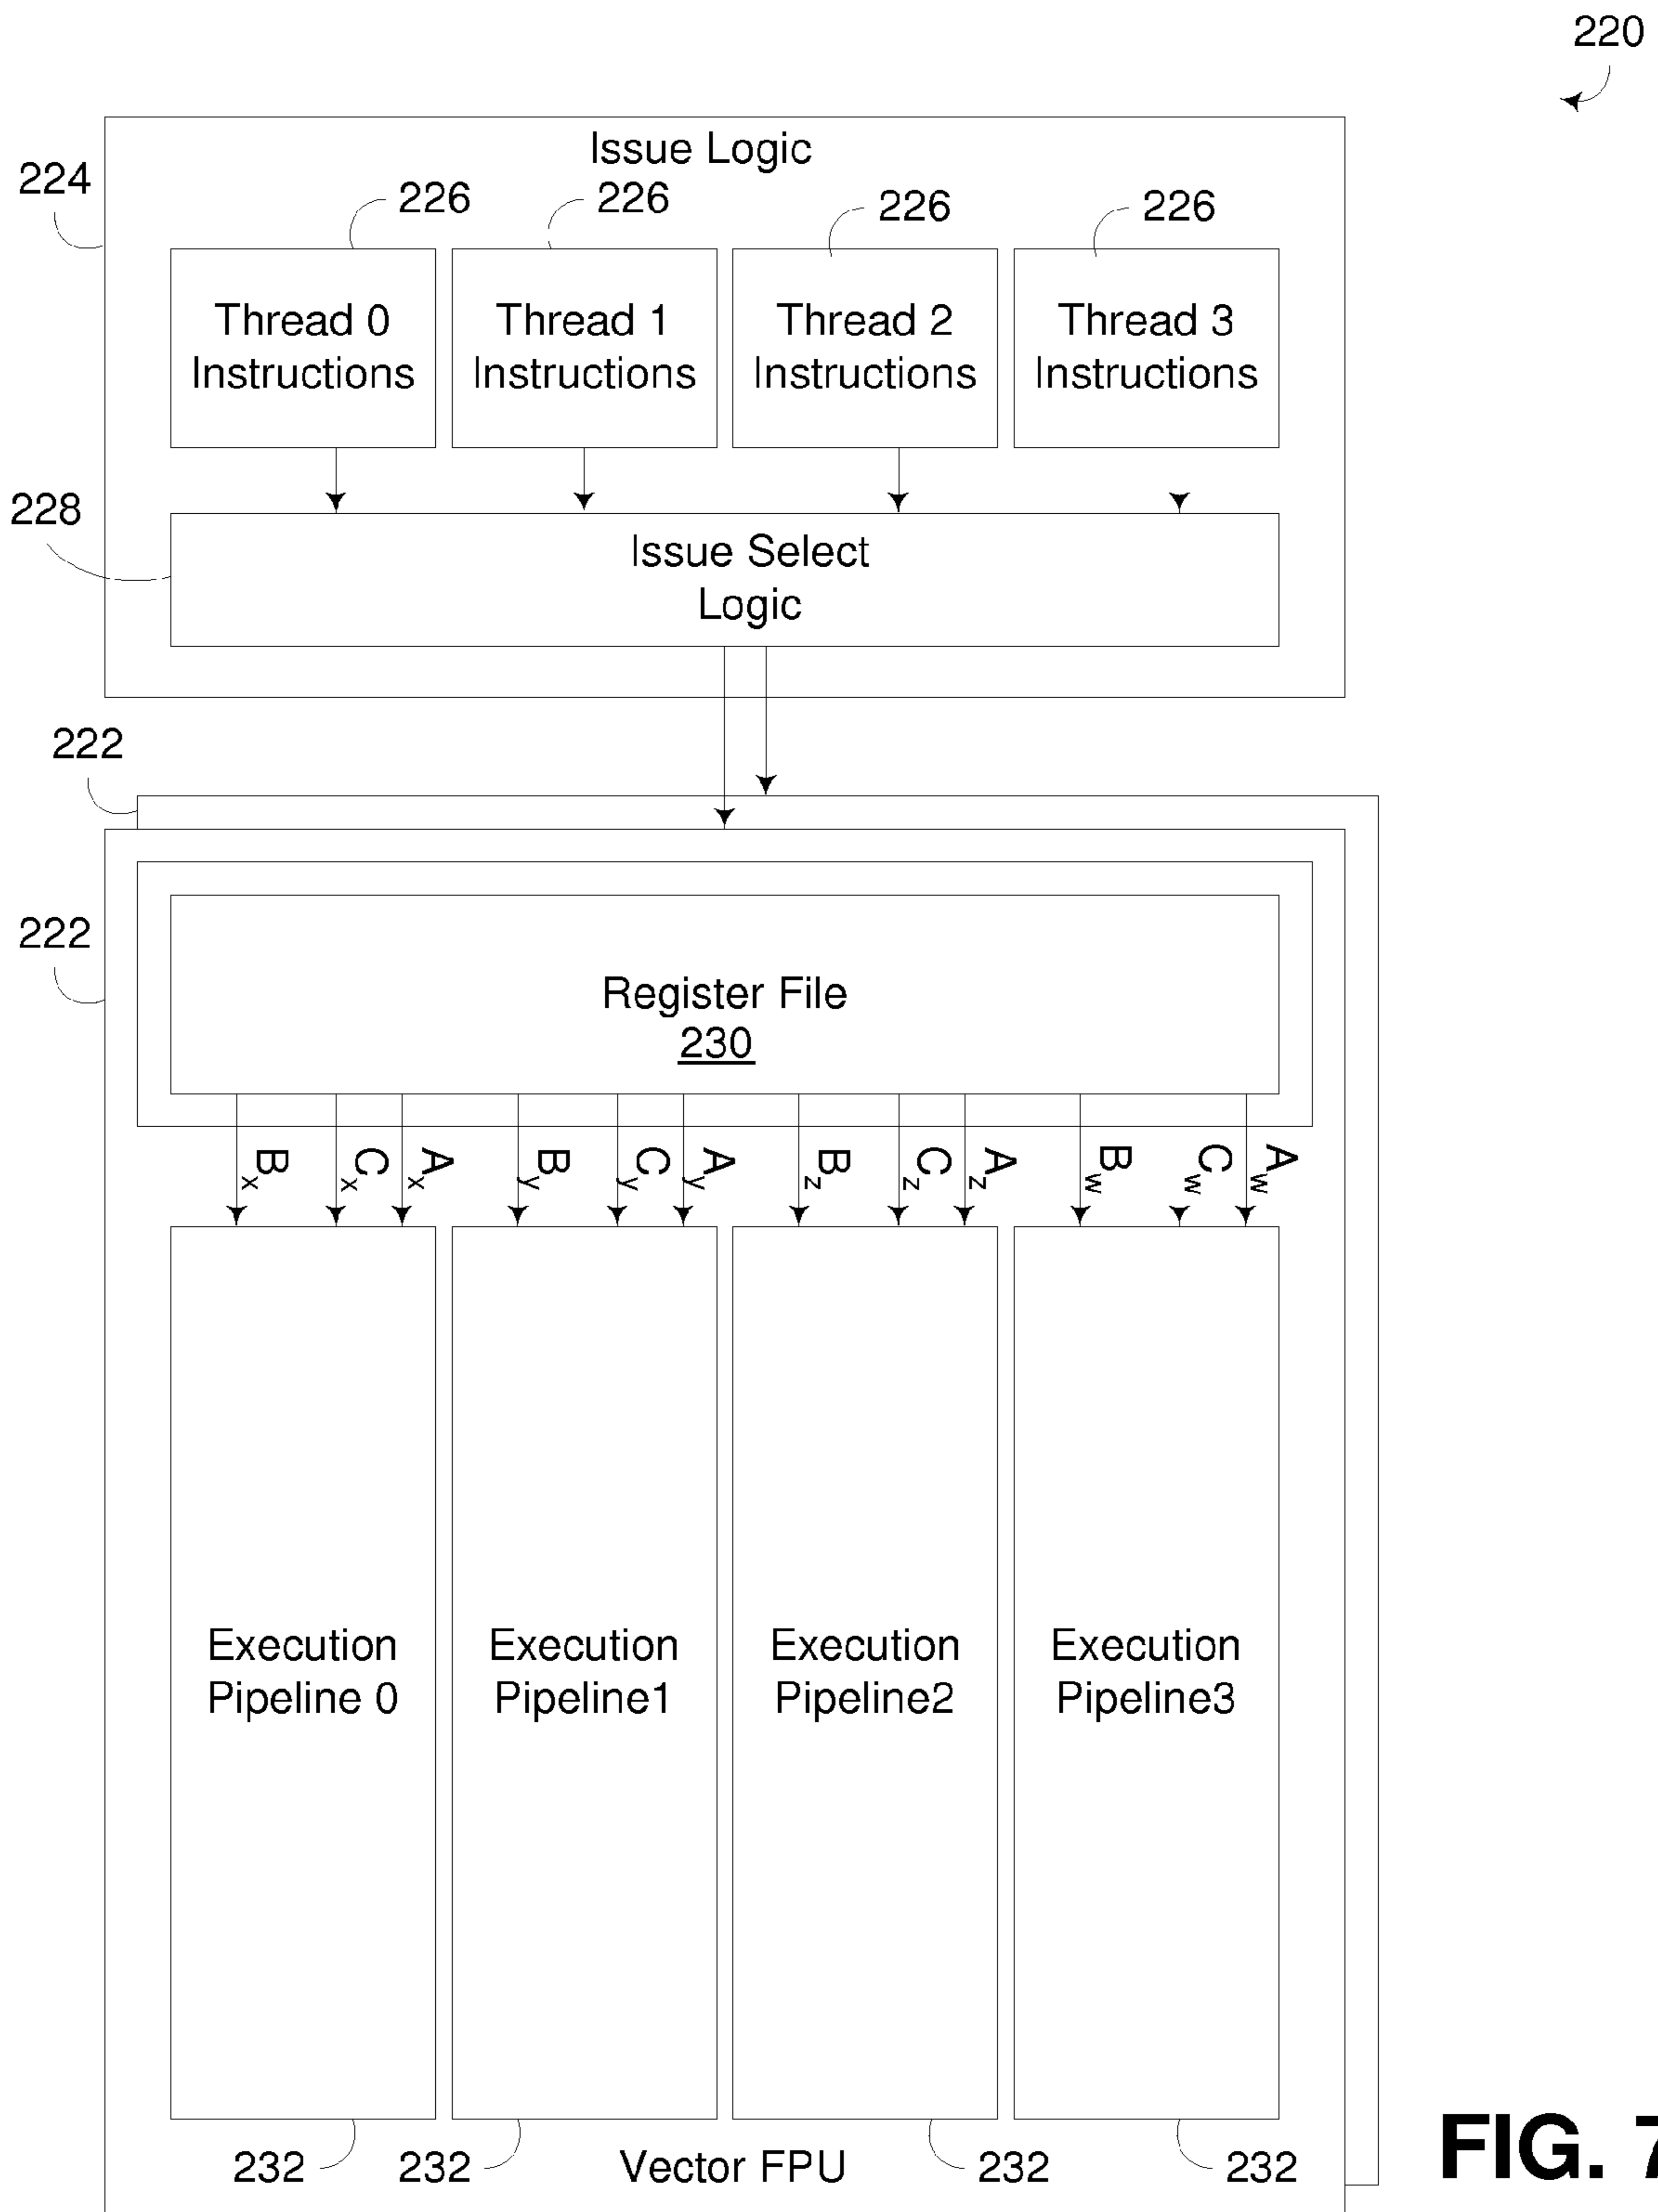 220
Issue Logic
224
226 226 226 226
Thread 0 Instructions
Thread 1 Instructions
Thread 2 Instructions
Thread 3 Instructions
228
Issue Select
Logic
222
222
Register File
230
Bx Cx Ax By Cy Ay Bz Cz Az Bw Cw Aw
Execution Pipeline 0
Execution Pipeline1
Execution Pipeline2
Execution Pipeline3
232 232 Vector FPU 232 232
FIG. 7